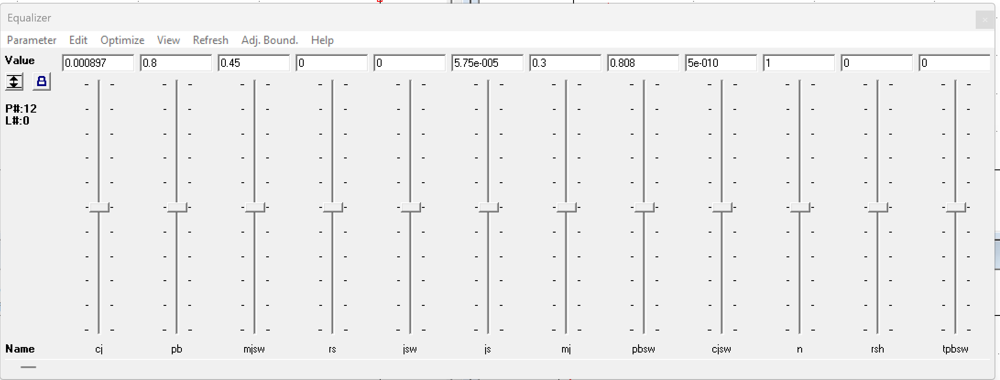 Equalizer
Parameter Edit Optimize View Refresh Adj. Bound. Help
Value 0.000897 0.8 0.45 0 0 5.75e-005 0.3 0.808 5e-010 1 0 0
P#:12
L#:0
Name cj pb mjsw rs jsw js mj pbsw cjsw n rsh tpbsw